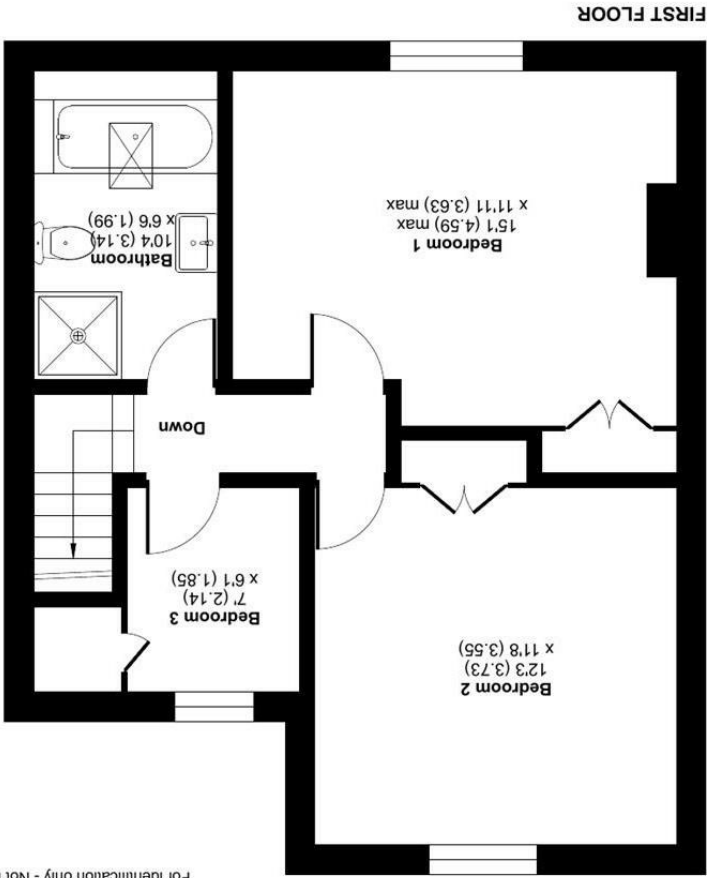 For identification only - Not
Bedroom 2
12'3 (3.73)
x 11'8 (3.55)
Bedroom 3
7' (2.14)
x 6'1 (1.85)
Down
Bedroom 1
15'1 (4.59) max
x 11'11 (3.63) max
Bathroom
10'4 (3.14)
x 6'6 (1.99)
FIRST FLOOR